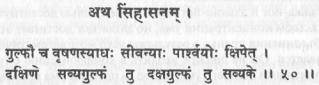 अथ सिंहासनम् ।
गुल्फौ च वृषणस्याधः सीवन्याः पार्श्वयोः क्षिपेत् ।
दक्षिणे सव्यगुल्फं तु दक्षगुल्फं तु सव्यके ॥ ५० ॥